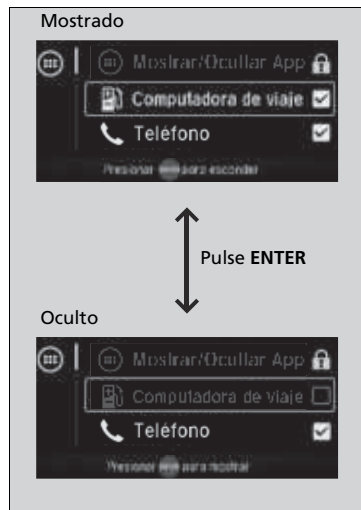 Mostrado
Mostrar/Ocultar App
Computadora de viaje
Teléfono
Presionar para esconder
Pulse ENTER
Oculto
Mostrar/Ocultar App
Computadora de viaje
Teléfono
Presionar para mostrar